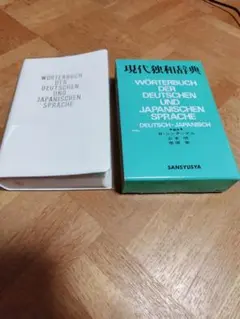 WÖRTERBUCH
DER
DEUTSCHEN
UND
JAPANISCHEN
SPRACHE
現代独和辞典
WÖRTERBUCH
DER
DEUTSCHEN
UND
JAPANISCHEN
SPRACHE
DEUTSCH-JAPANISCH
SANSYUSYA